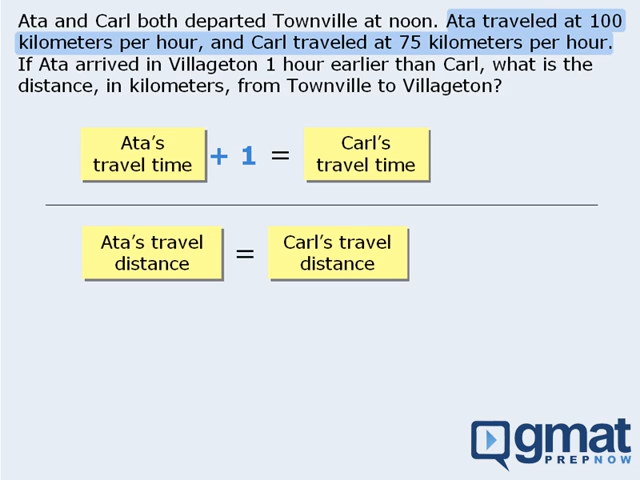 Ata and Carl both departed Townville at noon. Ata traveled at 100
kilometers per hour, and Carl traveled at 75 kilometers per hour.
If Ata arrived in Villageton 1 hour earlier than Carl, what is the
distance, in kilometers, from Townville to Villageton?
Ata's travel time + 1 = Carl's travel time
Ata's travel distance = Carl's travel distance
gmat
PREPNOW